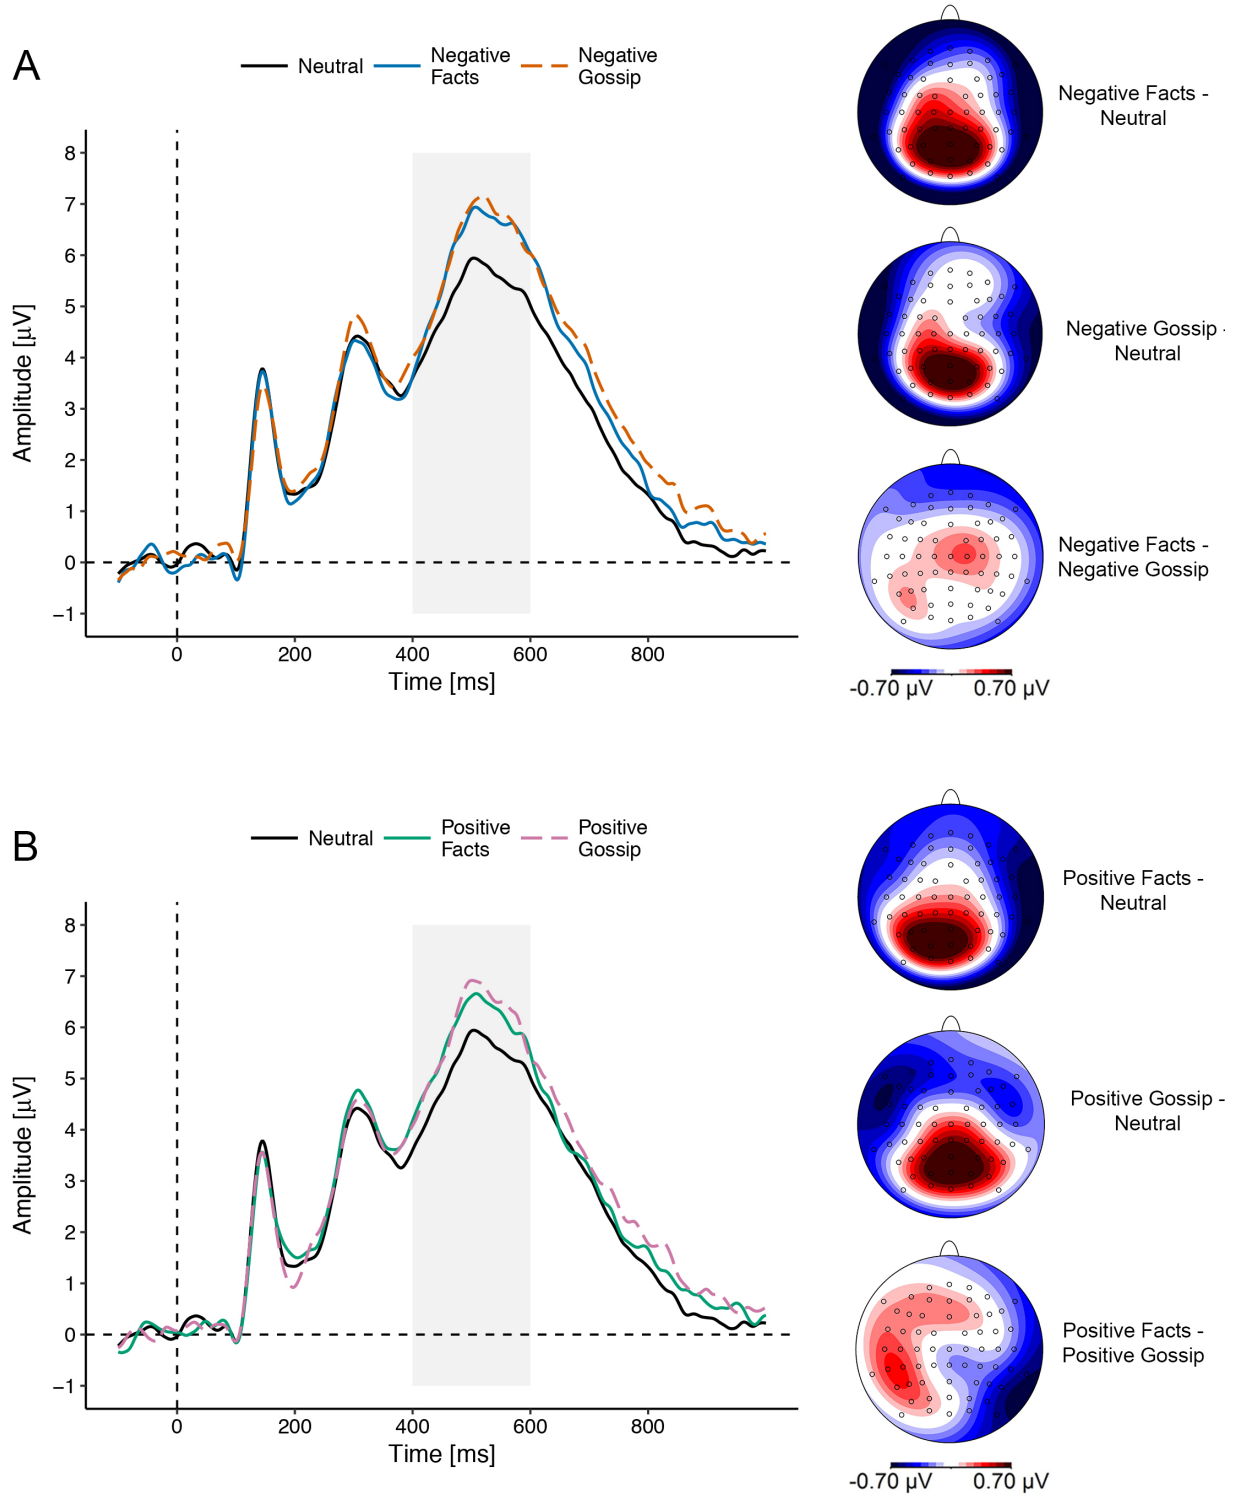 A
Neutral
Negative
Facts
Negative
Gossip
Amplitude [µV]
8
7
6
5
4
3
2
1
0
−1
0
200
400
600
800
Time [ms]
Negative Facts -
Neutral
Negative Gossip -
Neutral
Negative Facts -
Negative Gossip
-0.70 µV
0.70 µV
B
Neutral
Positive
Facts
Positive
Gossip
Amplitude [µV]
8
7
6
5
4
3
2
1
0
−1
0
200
400
600
800
Time [ms]
Positive Facts -
Neutral
Positive Gossip -
Neutral
Positive Facts -
Positive Gossip
-0.70 µV
0.70 µV